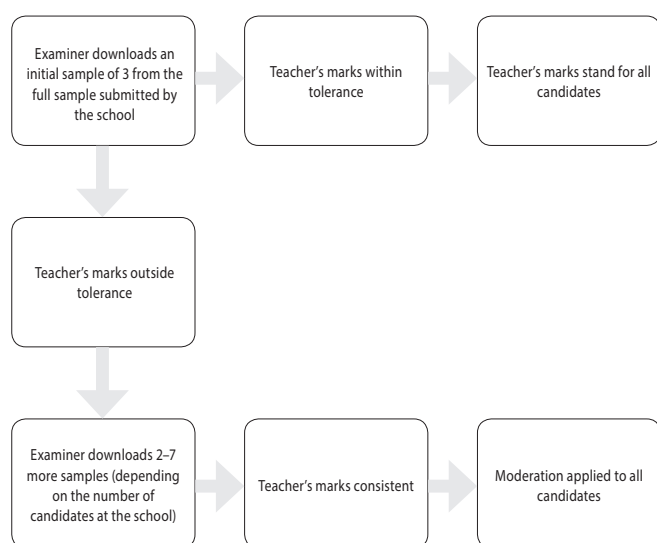 Examiner downloads an
initial sample of 3 from the
full sample submitted by
the school
Teacher’s marks within
tolerance
Teacher’s marks stand for all
candidates
Teacher’s marks outside
tolerance
Examiner downloads 2–7
more samples (depending
on the number of
candidates at the school)
Teacher’s marks consistent
Moderation applied to all
candidates